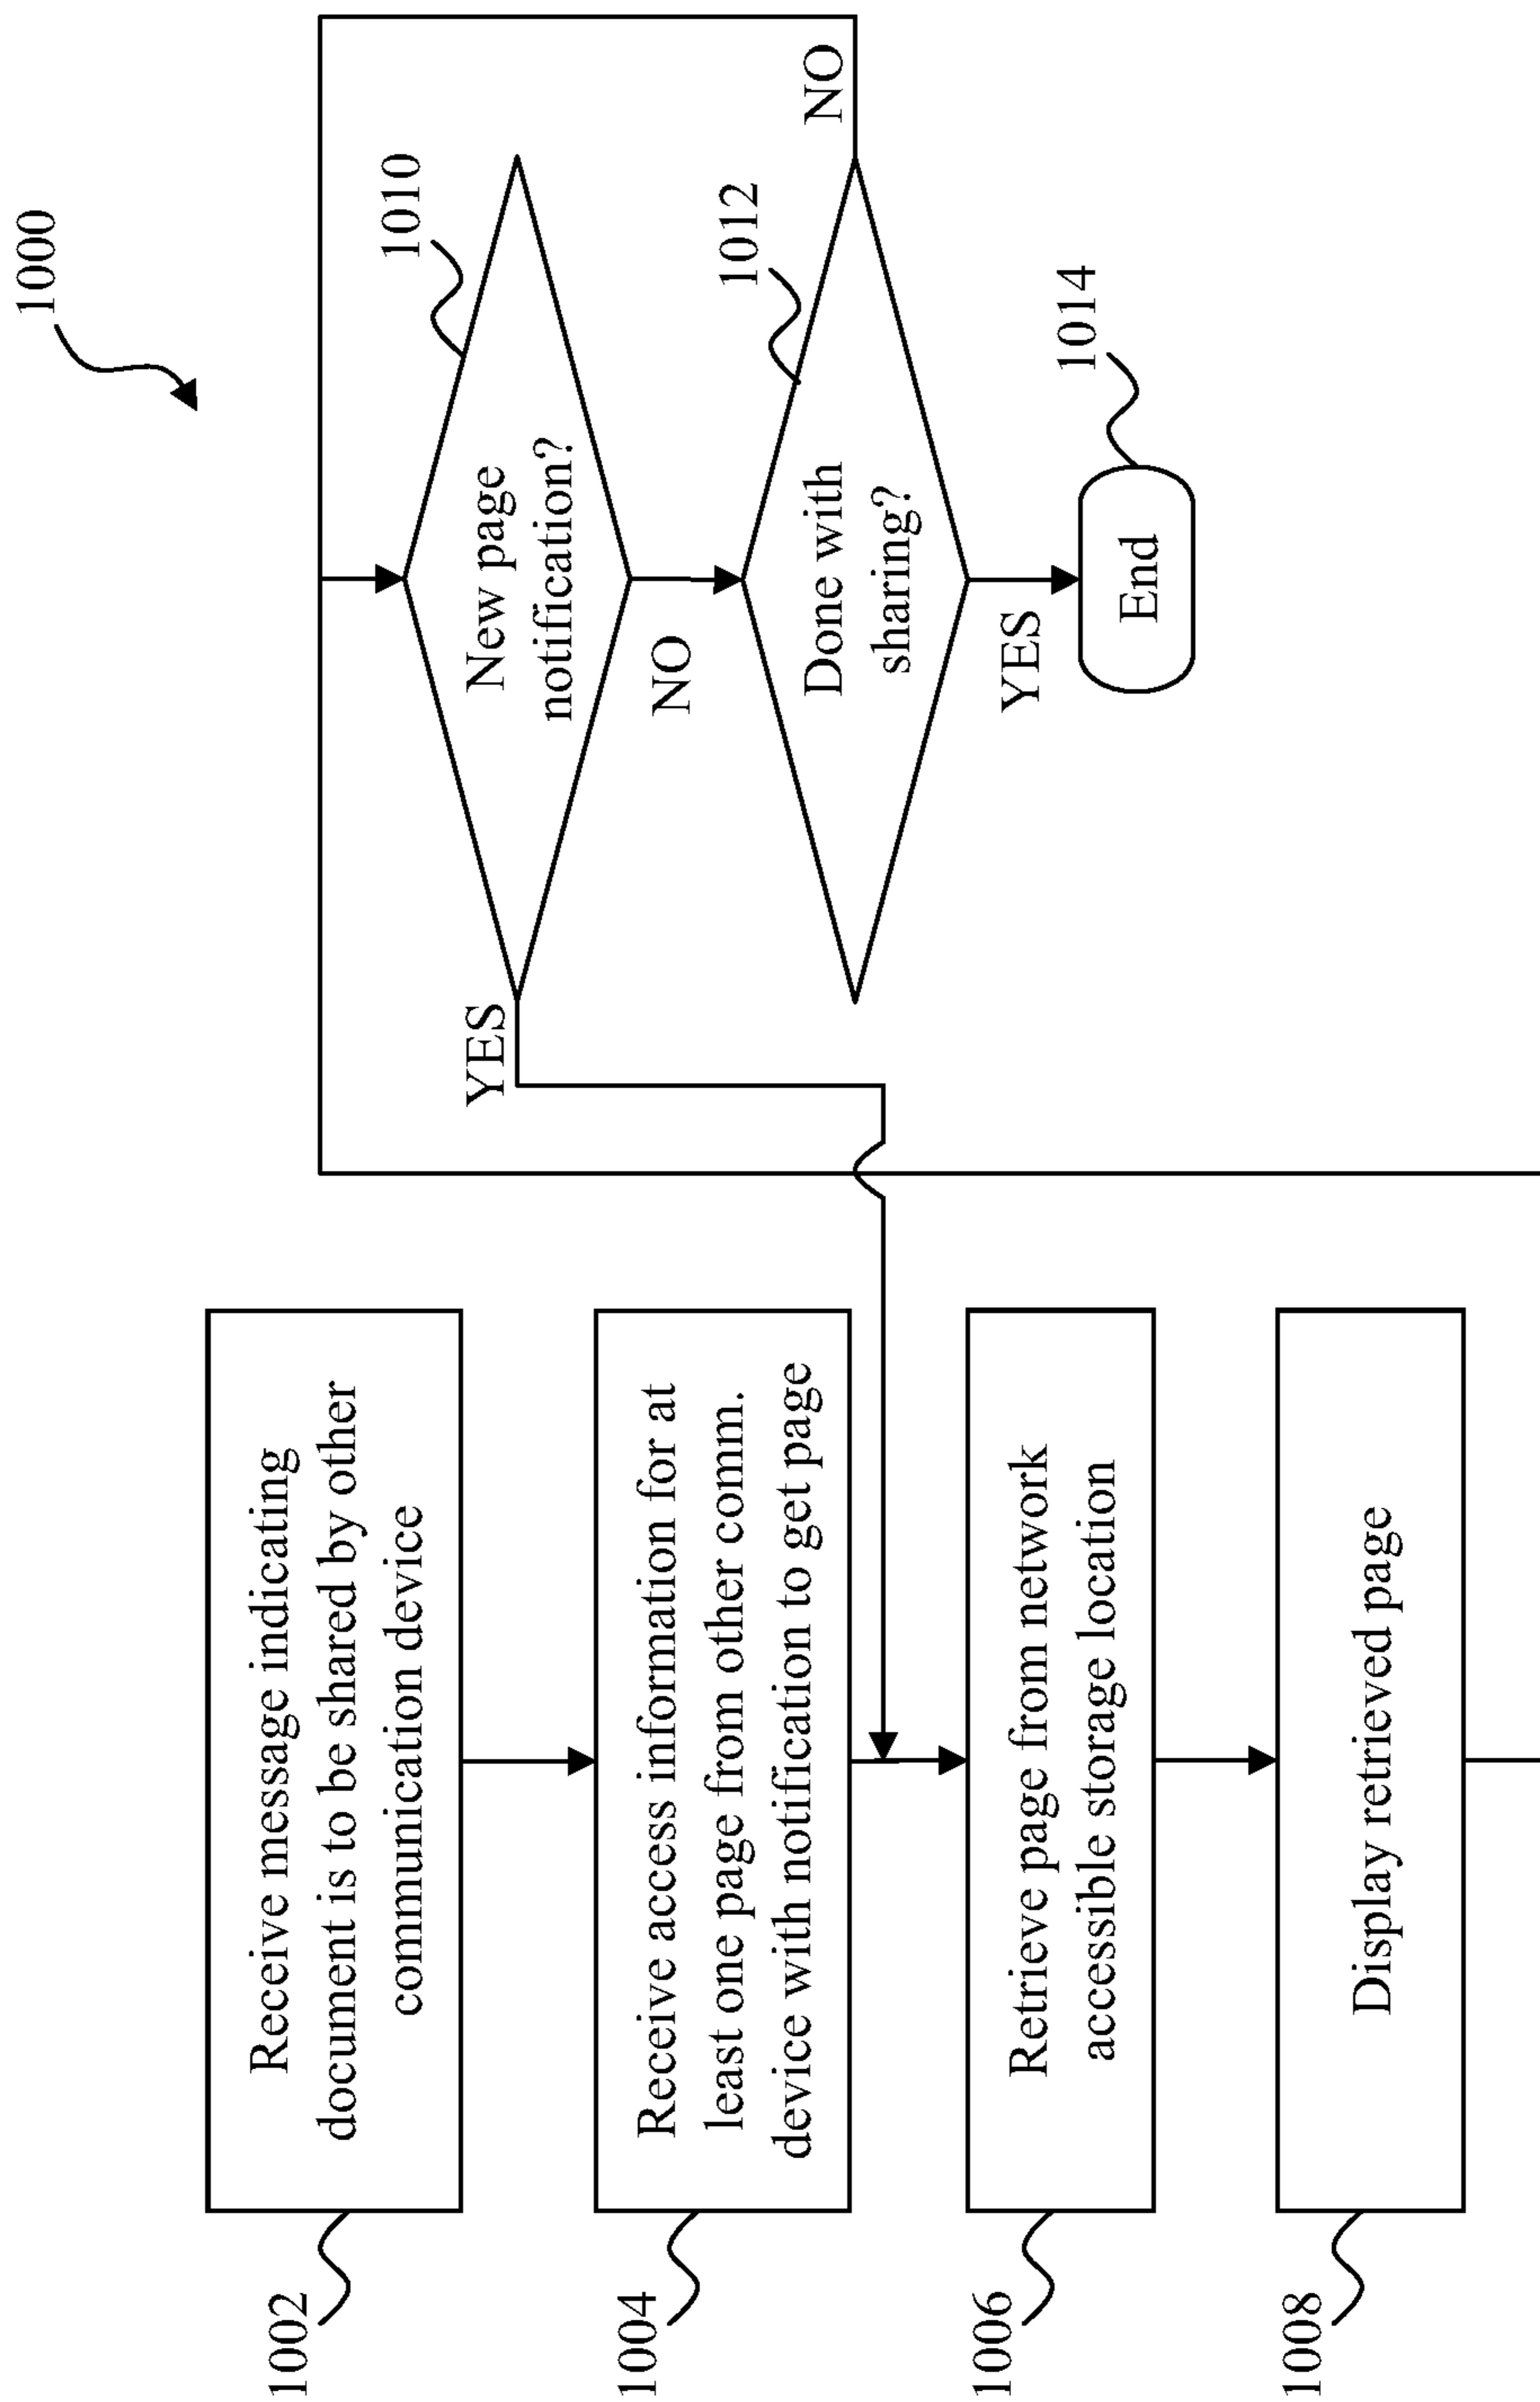 1000
1002
Receive message indicating
document is to be shared by other
communication device
1004
Receive access information for at
least one page from other comm.
device with notification to get page
1006
Retrieve page from network
accessible storage location
1008
Display retrieved page
1010
New page
notification?
YES
NO
1012
Done with
sharing?
NO
YES
1014
End